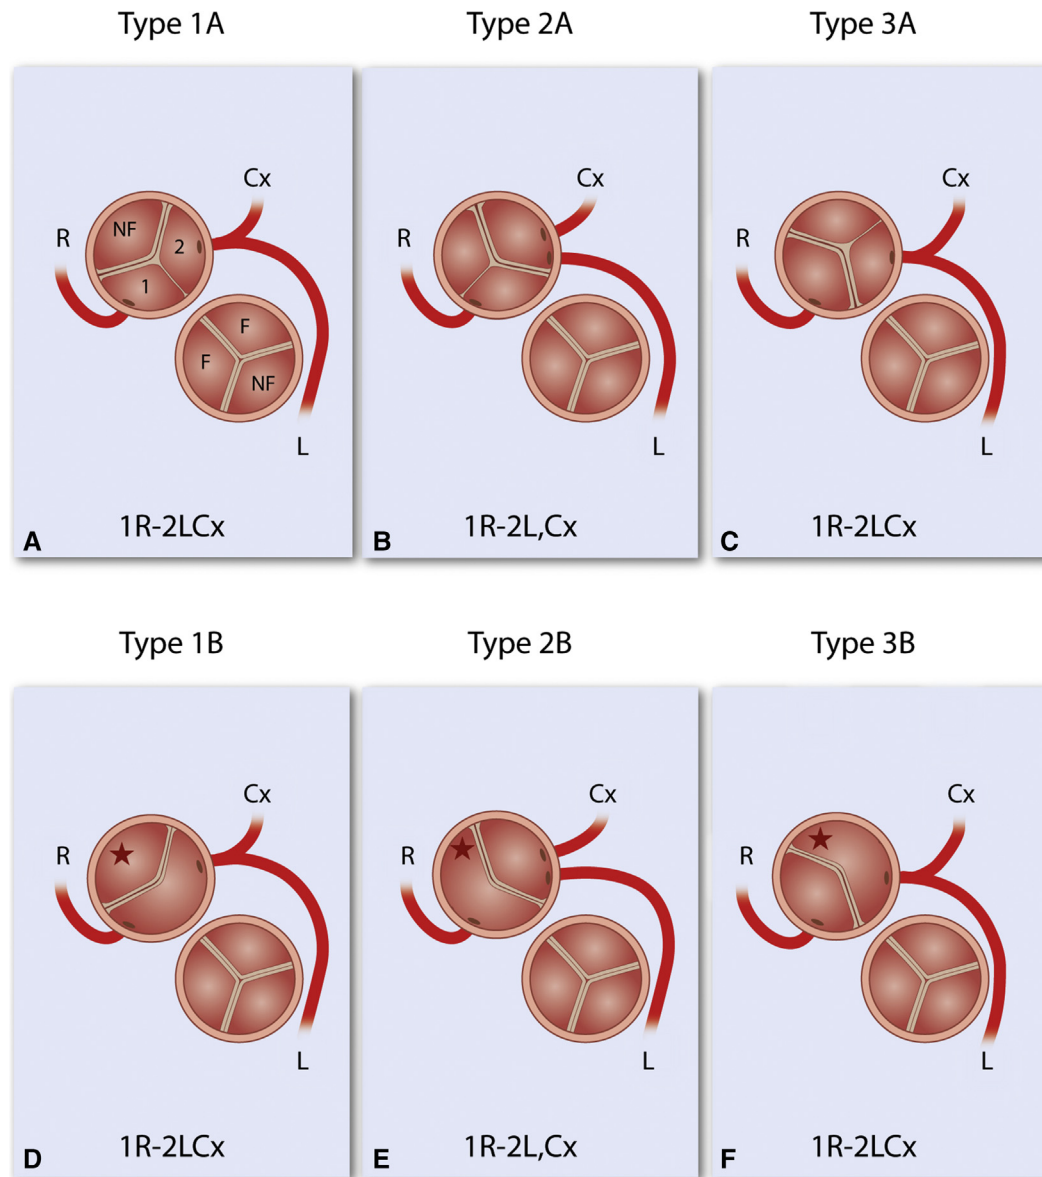 Type 1A
Type 2A
Type 3A
Cx
Cx
Cx
R
NF
2
1
R
R
F
F
NF
L
L
L
1R-2LCx
1R-2L,Cx
1R-2LCx
A
B
C
Type 1B
Type 2B
Type 3B
Cx
Cx
Cx
R
R
R
L
L
L
1R-2LCx
1R-2L,Cx
1R-2LCx
D
E
F